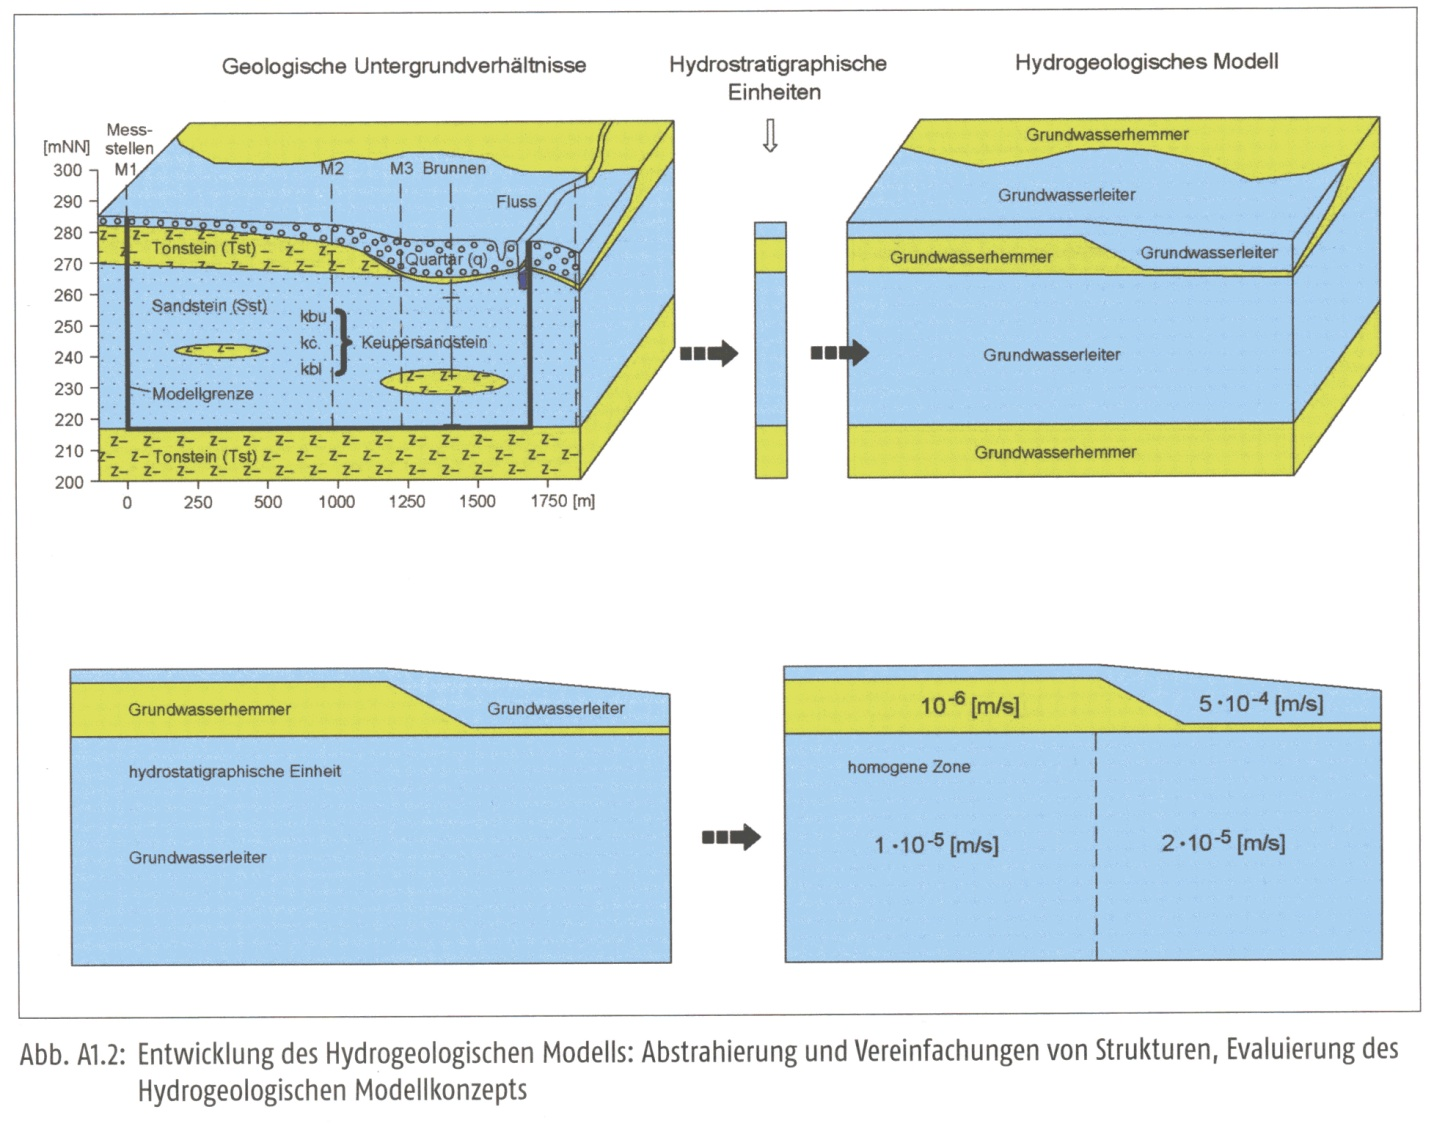 Geologische Untergrundverhältnisse
Hydrostratigraphische
Einheiten
Hydrogeologisches Modell
Mess-
stellen
[mNN]
M1
M2
M3 Brunnen
Fluss
300
290
280
270
260
250
240
230
220
210
200
Tonstein (Tst)
Quartär (q)
Sandstein (Sst)
kbu
kc.
kbl
Keupersandstein
Modellgrenze
Tonstein (Tst)
0 250 500 1000 1250 1500 1750 [m]
Grundwasserhemmer
Grundwasserleiter
Grundwasserhemmer
Grundwasserleiter
Grundwasserleiter
Grundwasserhemmer
Grundwasserhemmer
Grundwasserleiter
hydrostatigraphische Einheit
Grundwasserleiter
10⁻⁶ [m/s]
5·10⁻⁴ [m/s]
homogene Zone
1·10⁻⁵ [m/s]
2·10⁻⁵ [m/s]
Abb. A1.2: Entwicklung des Hydrogeologischen Modells: Abstrahierung und Vereinfachungen von Strukturen, Evaluierung des
Hydrogeologischen Modellkonzepts